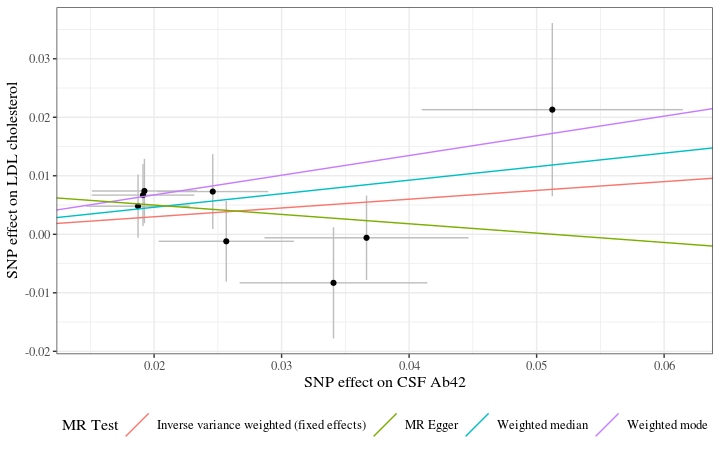 SNP effect on LDL cholesterol
0.03
0.02
0.01
0.00
-0.01
-0.02
0.02 0.03 0.04 0.05 0.06
SNP effect on CSF Ab42
MR Test Inverse variance weighted (fixed effects) MR Egger Weighted median Weighted mode